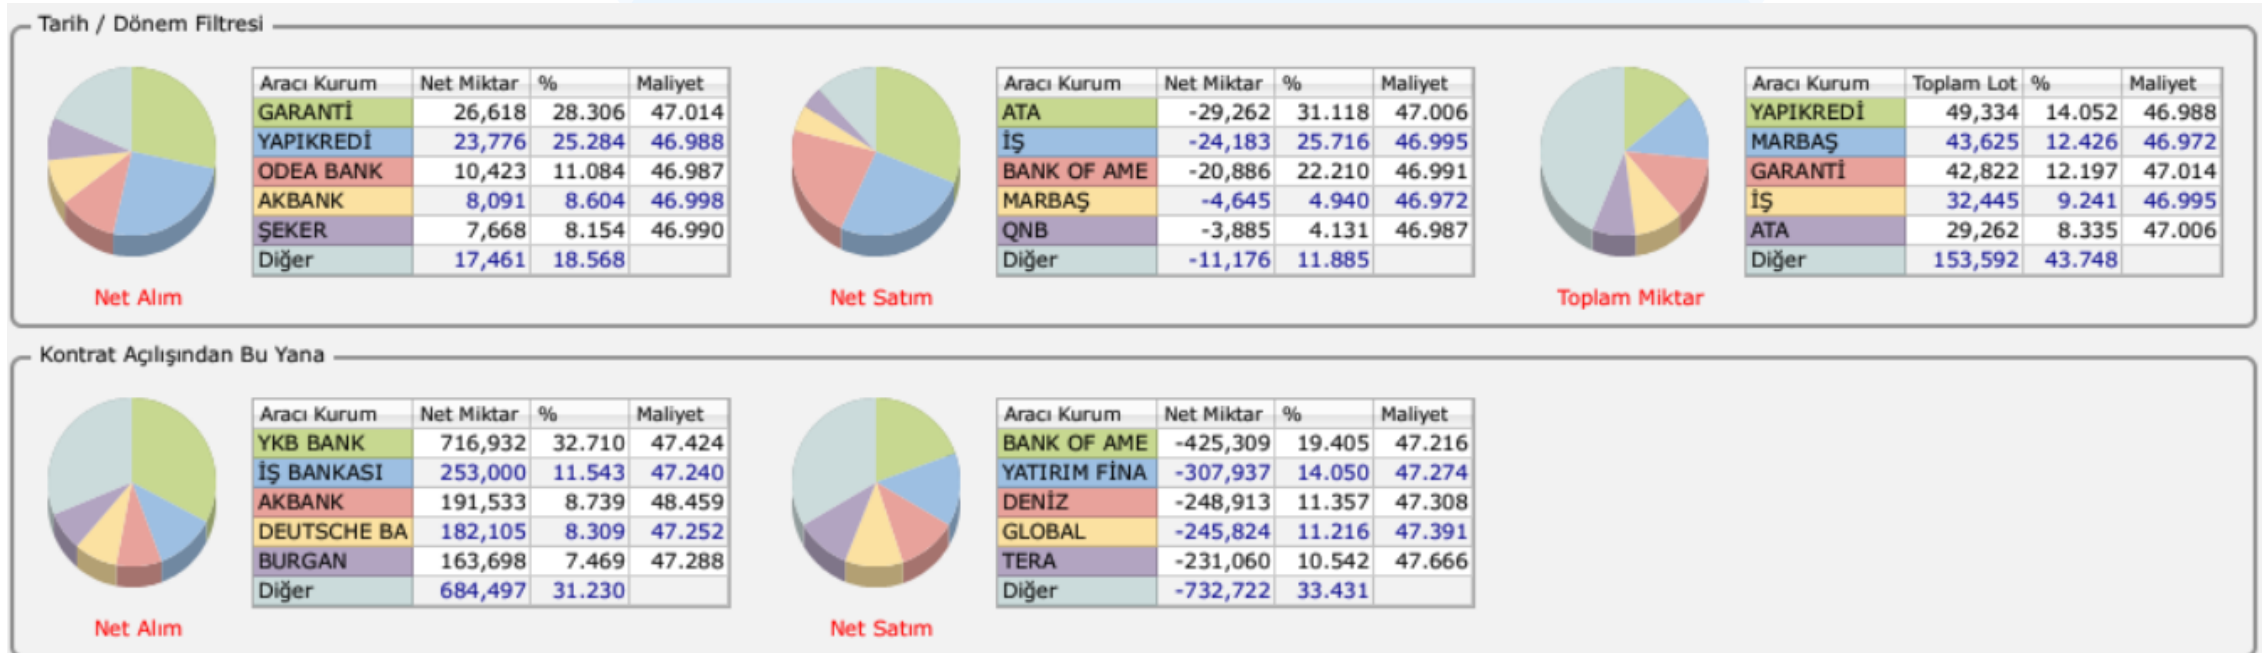 Tarih / Dönem Filtresi
Aracı Kurum Net Miktar % Maliyet
GARANTİ 26,618 28.306 47.014
YAPIKREDİ 23,776 25.284 46.988
ODEA BANK 10,423 11.084 46.987
AKBANK 8,091 8.604 46.998
ŞEKER 7,668 8.154 46.990
Diğer 17,461 18.568
Net Alım
Aracı Kurum Net Miktar % Maliyet
ATA -29,262 31.118 47.006
İŞ -24,183 25.716 46.995
BANK OF AME -20,886 22.210 46.991
MARBAŞ -4,645 4.940 46.972
QNB -3,885 4.131 46.987
Diğer -11,176 11.885
Net Satım
Aracı Kurum Toplam Lot % Maliyet
YAPIKREDİ 49,334 14.052 46.988
MARBAŞ 43,625 12.426 46.972
GARANTİ 42,822 12.197 47.014
İŞ 32,445 9.241 46.995
ATA 29,262 8.335 47.006
Diğer 153,592 43.748
Toplam Miktar
Kontrat Açılışından Bu Yana
Aracı Kurum Net Miktar % Maliyet
YKB BANK 716,932 32.710 47.424
İŞ BANKASI 253,000 11.543 47.240
AKBANK 191,533 8.739 48.459
DEUTSCHE BA 182,105 8.309 47.252
BURGAN 163,698 7.469 47.288
Diğer 684,497 31.230
Net Alım
Aracı Kurum Net Miktar % Maliyet
BANK OF AME -425,309 19.405 47.216
YATIRIM FİNA -307,937 14.050 47.274
DENİZ -248,913 11.357 47.308
GLOBAL -245,824 11.216 47.391
TERA -231,060 10.542 47.666
Diğer -732,722 33.431
Net Satım